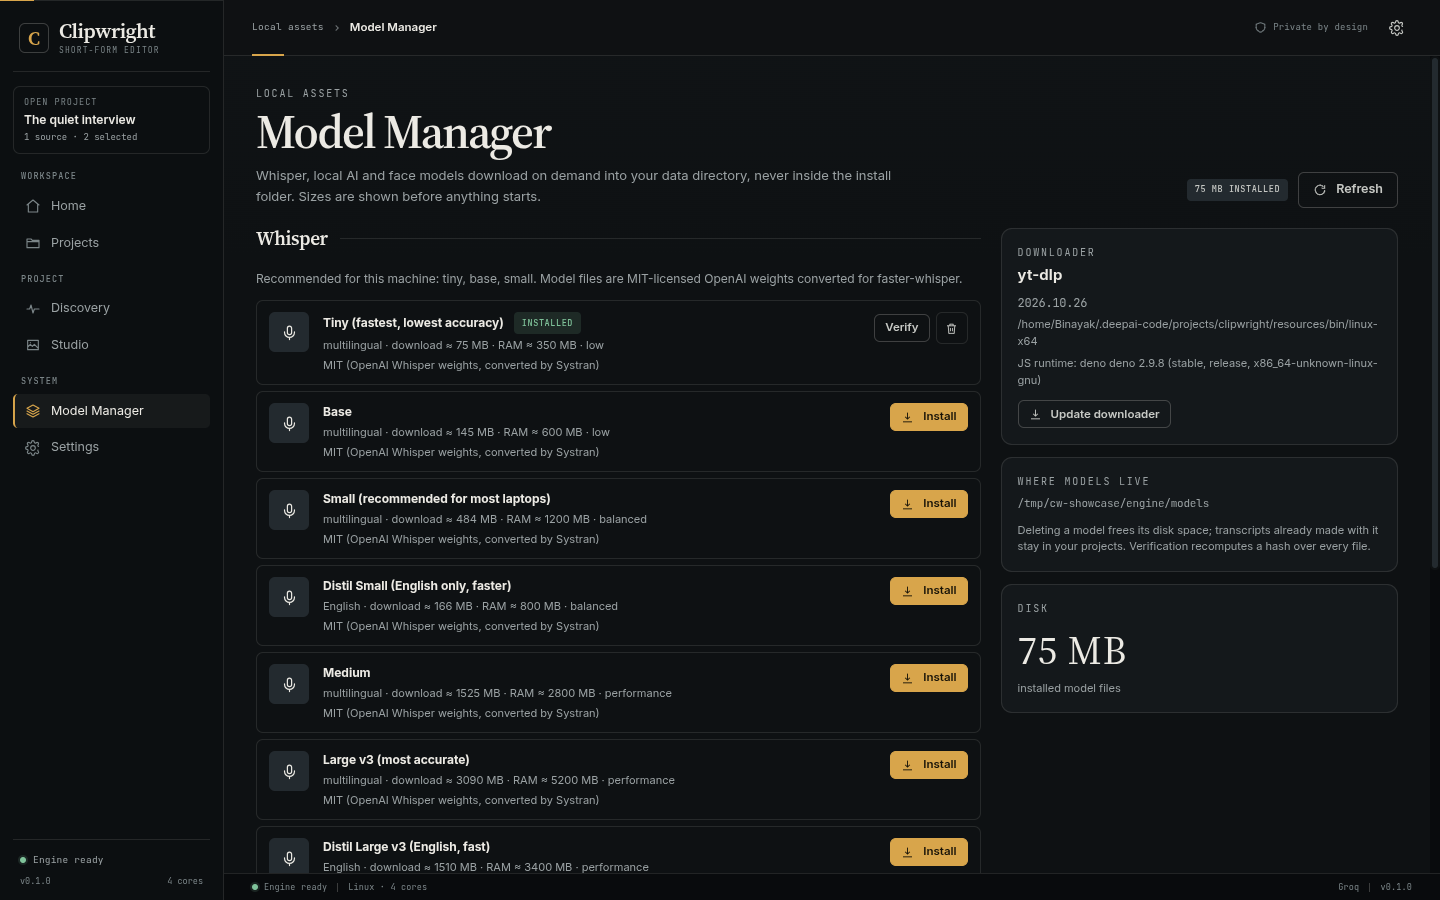 C
Clipwright
SHORT-FORM EDITOR
OPEN PROJECT
The quiet interview
1 source · 2 selected
WORKSPACE
Home
Projects
PROJECT
Discovery
Studio
SYSTEM
Model Manager
Settings
Engine ready
v0.1.0
4 cores
Local assets › Model Manager
Private by design
LOCAL ASSETS
Model Manager
Whisper, local AI and face models download on demand into your data directory, never inside the install
folder. Sizes are shown before anything starts.
75 MB INSTALLED
Refresh
Whisper
Recommended for this machine: tiny, base, small. Model files are MIT-licensed OpenAI weights converted for faster-whisper.
Tiny (fastest, lowest accuracy) INSTALLED
multilingual · download ≈ 75 MB · RAM ≈ 350 MB · low
MIT (OpenAI Whisper weights, converted by Systran)
Verify
Base
multilingual · download ≈ 145 MB · RAM ≈ 600 MB · low
MIT (OpenAI Whisper weights, converted by Systran)
Install
Small (recommended for most laptops)
multilingual · download ≈ 484 MB · RAM ≈ 1200 MB · balanced
MIT (OpenAI Whisper weights, converted by Systran)
Install
Distil Small (English only, faster)
English · download ≈ 166 MB · RAM ≈ 800 MB · balanced
MIT (OpenAI Whisper weights, converted by Systran)
Install
Medium
multilingual · download ≈ 1525 MB · RAM ≈ 2800 MB · performance
MIT (OpenAI Whisper weights, converted by Systran)
Install
Large v3 (most accurate)
multilingual · download ≈ 3090 MB · RAM ≈ 5200 MB · performance
MIT (OpenAI Whisper weights, converted by Systran)
Install
Distil Large v3 (English, fast)
English · download ≈ 1510 MB · RAM ≈ 3400 MB · performance
Install
DOWNLOADER
yt-dlp
2026.10.26
/home/Binayak/.deepai-code/projects/clipwright/resources/bin/linux-
x64
JS runtime: deno deno 2.9.8 (stable, release, x86_64-unknown-linux-
gnu)
Update downloader
WHERE MODELS LIVE
/tmp/cw-showcase/engine/models
Deleting a model frees its disk space; transcripts already made with it
stay in your projects. Verification recomputes a hash over every file.
DISK
75 MB
installed model files
Engine ready | Linux · 4 cores
Groq | v0.1.0